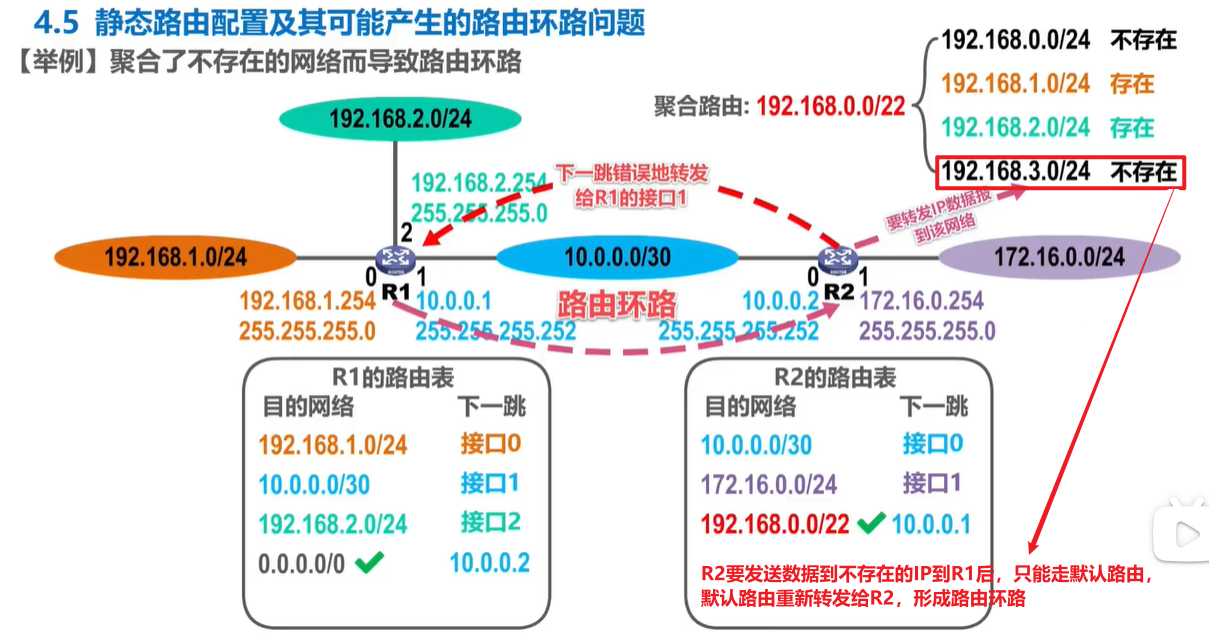 4.5 静态路由配置及其可能产生的路由环路问题
【举例】聚合了不存在的网络而导致路由环路
聚合路由: 192.168.0.0/22
192.168.0.0/24 不存在
192.168.1.0/24 存在
192.168.2.0/24 存在
192.168.3.0/24 不存在
192.168.2.0/24
192.168.2.254
255.255.255.0
下一跳错误地转发
给R1的接口1
要转发IP数据报
到该网络
192.168.1.0/24
2
0
1
R1
10.0.0.0/30
0
1
R2
172.16.0.0/24
192.168.1.254
255.255.255.0
10.0.0.1
255.255.255.252
路由环路
10.0.0.2
255.255.255.252
172.16.0.254
255.255.255.0
R1的路由表
目的网络 下一跳
192.168.1.0/24 接口0
10.0.0.0/30 接口1
192.168.2.0/24 接口2
0.0.0.0/0 10.0.0.2
R2的路由表
目的网络 下一跳
10.0.0.0/30 接口0
172.16.0.0/24 接口1
192.168.0.0/22 10.0.0.1
R2要发送数据到不存在的IP到R1后，只能走默认路由，
默认路由重新转发给R2，形成路由环路